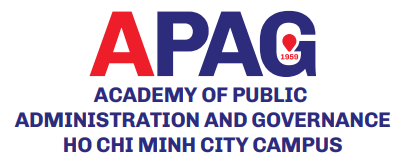 APAG
1959
ACADEMY OF PUBLIC
ADMINISTRATION AND GOVERNANCE
HO CHI MINH CITY CAMPUS